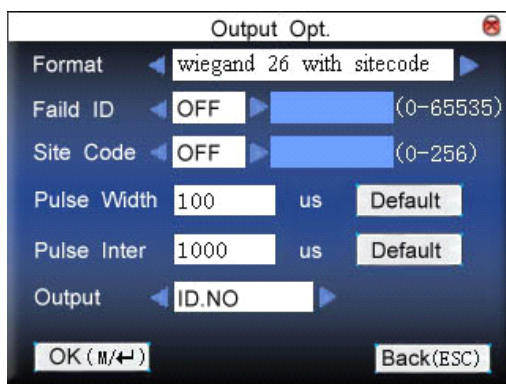 Output Opt.
Format wiegand 26 with sitecode
Faild ID OFF (0-65535)
Site Code OFF (0-256)
Pulse Width 100 us Default
Pulse Inter 1000 us Default
Output ID.NO
OK(M/↵) Back(ESC)